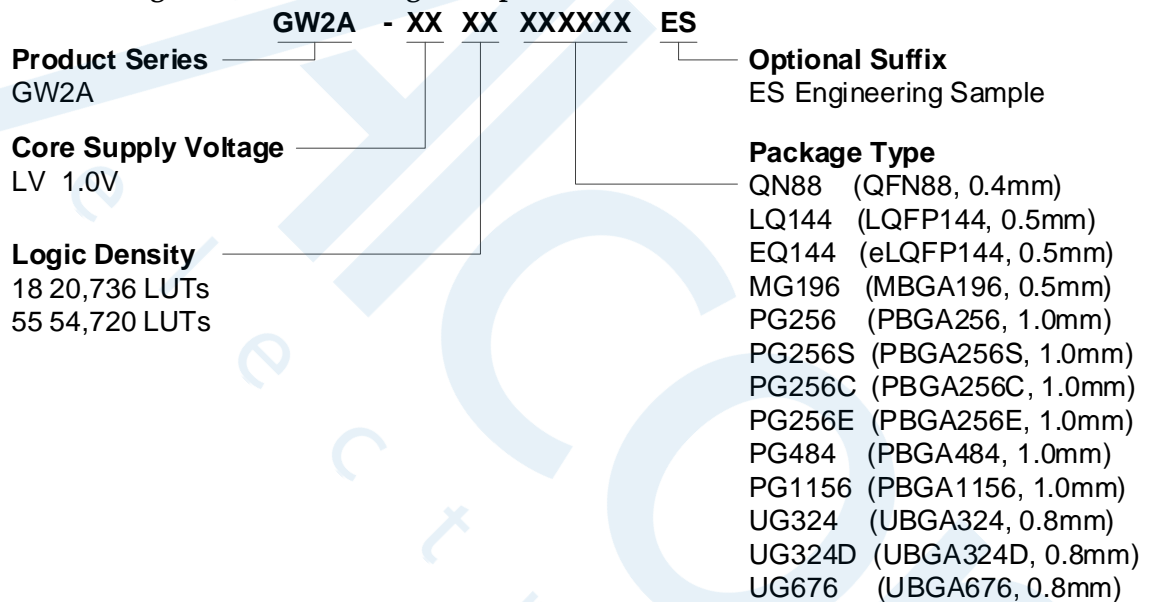 GW2A - XX XX XXXXXX ES
Product Series
GW2A
Core Supply Voltage
LV 1.0V
Logic Density
18 20,736 LUTs
55 54,720 LUTs
Optional Suffix
ES Engineering Sample
Package Type
QN88 (QFN88, 0.4mm)
LQ144 (LQFP144, 0.5mm)
EQ144 (eLQFP144, 0.5mm)
MG196 (MBGA196, 0.5mm)
PG256 (PBGA256, 1.0mm)
PG256S (PBGA256S, 1.0mm)
PG256C (PBGA256C, 1.0mm)
PG256E (PBGA256E, 1.0mm)
PG484 (PBGA484, 1.0mm)
PG1156 (PBGA1156, 1.0mm)
UG324 (UBGA324, 0.8mm)
UG324D (UBGA324D, 0.8mm)
UG676 (UBGA676, 0.8mm)